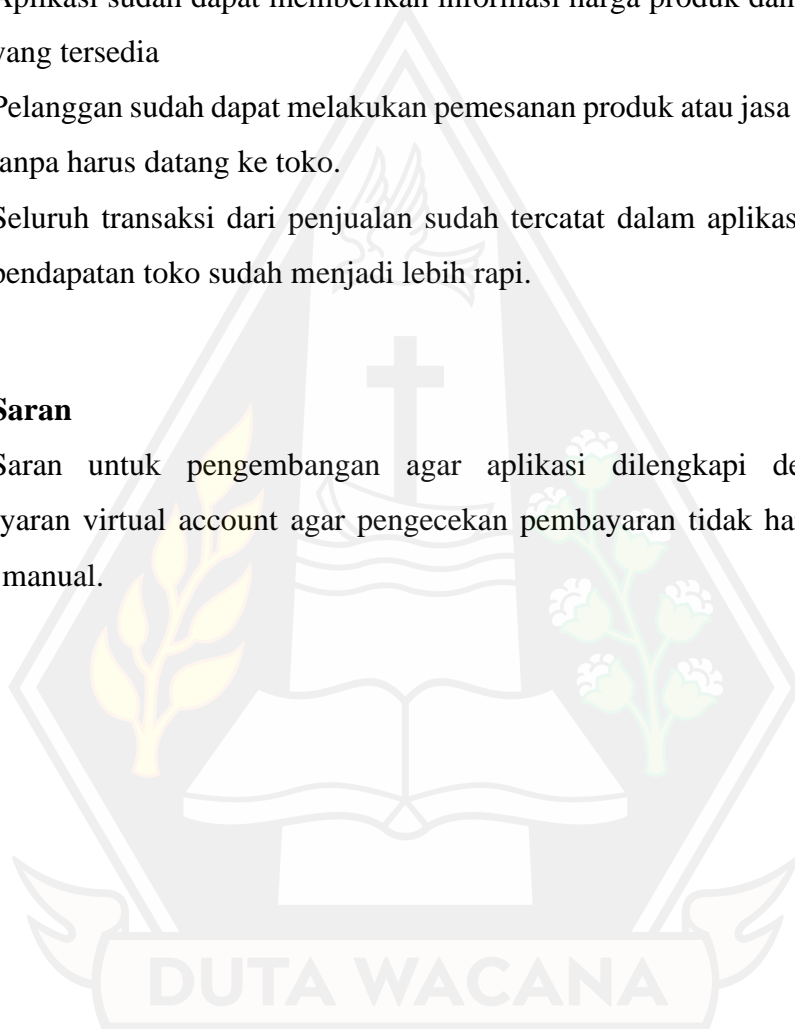 Aplikasi sudah dapat memberikan informasi harga produk dan
yang tersedia
Pelanggan sudah dapat melakukan pemesanan produk atau jasa
anpa harus datang ke toko.
Seluruh transaksi dari penjualan sudah tercatat dalam aplikas
pendapatan toko sudah menjadi lebih rapi.
Saran
Saran untuk pengembangan agar aplikasi dilengkapi de
yaran virtual account agar pengecekan pembayaran tidak har
manual.
DUTA WACANA